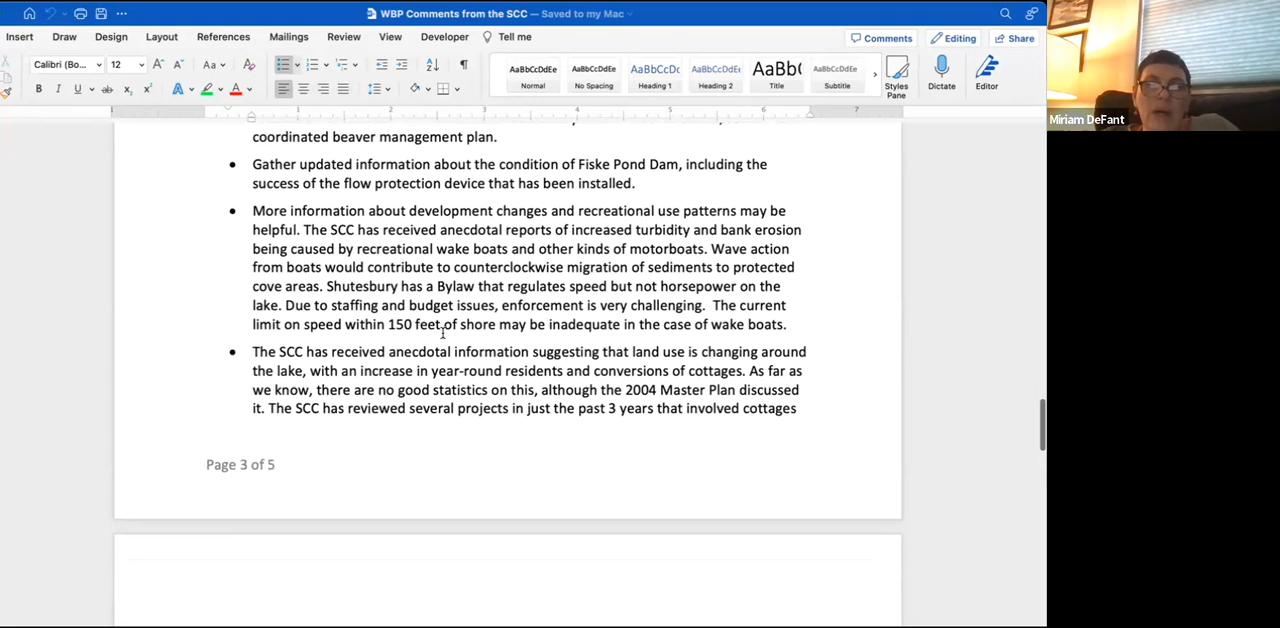 WBP Comments from the SCC — Saved to my Mac
Insert Draw Design Layout References Mailings Review View Developer Tell me
Comments Editing Share
Calibri (Bo... 12 A A Aa A
AaBbCcDdEe AaBbCcDdEe AaBbCcDc AaBbCcDdEe AaBb( AaBbCcDdEe
Normal No Spacing Heading 1 Heading 2 Title Subtitle
Styles Pane Dictate Editor
B I U ab x² A A
1 1 2 3 4 5 6 7
coordinated beaver management plan.
• Gather updated information about the condition of Fiske Pond Dam, including the
success of the flow protection device that has been installed.
• More information about development changes and recreational use patterns may be
helpful. The SCC has received anecdotal reports of increased turbidity and bank erosion
being caused by recreational wake boats and other kinds of motorboats. Wave action
from boats would contribute to counterclockwise migration of sediments to protected
cove areas. Shutesbury has a Bylaw that regulates speed but not horsepower on the
lake. Due to staffing and budget issues, enforcement is very challenging.  The current
limit on speed within 150 feet of shore may be inadequate in the case of wake boats.
• The SCC has received anecdotal information suggesting that land use is changing around
the lake, with an increase in year-round residents and conversions of cottages. As far as
we know, there are no good statistics on this, although the 2004 Master Plan discussed
it. The SCC has reviewed several projects in just the past 3 years that involved cottages
Page 3 of 5
Miriam DeFant